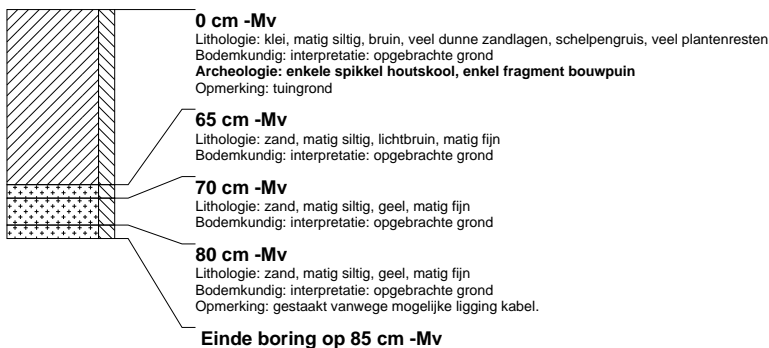 0 cm -Mv
Lithologie: klei, matig siltig, bruin, veel dunne zandlagen, schelpengruis, veel plantenresten
Bodemkundig: interpretatie: opgebrachte grond
Archeologie: enkele spikkel houtskool, enkel fragment bouwpuin
Opmerking: tuingrond
65 cm -Mv
Lithologie: zand, matig siltig, lichtbruin, matig fijn
Bodemkundig: interpretatie: opgebrachte grond
70 cm -Mv
Lithologie: zand, matig siltig, geel, matig fijn
Bodemkundig: interpretatie: opgebrachte grond
80 cm -Mv
Lithologie: zand, matig siltig, geel, matig fijn
Bodemkundig: interpretatie: opgebrachte grond
Opmerking: gestaakt vanwege mogelijke ligging kabel.
Einde boring op 85 cm -Mv